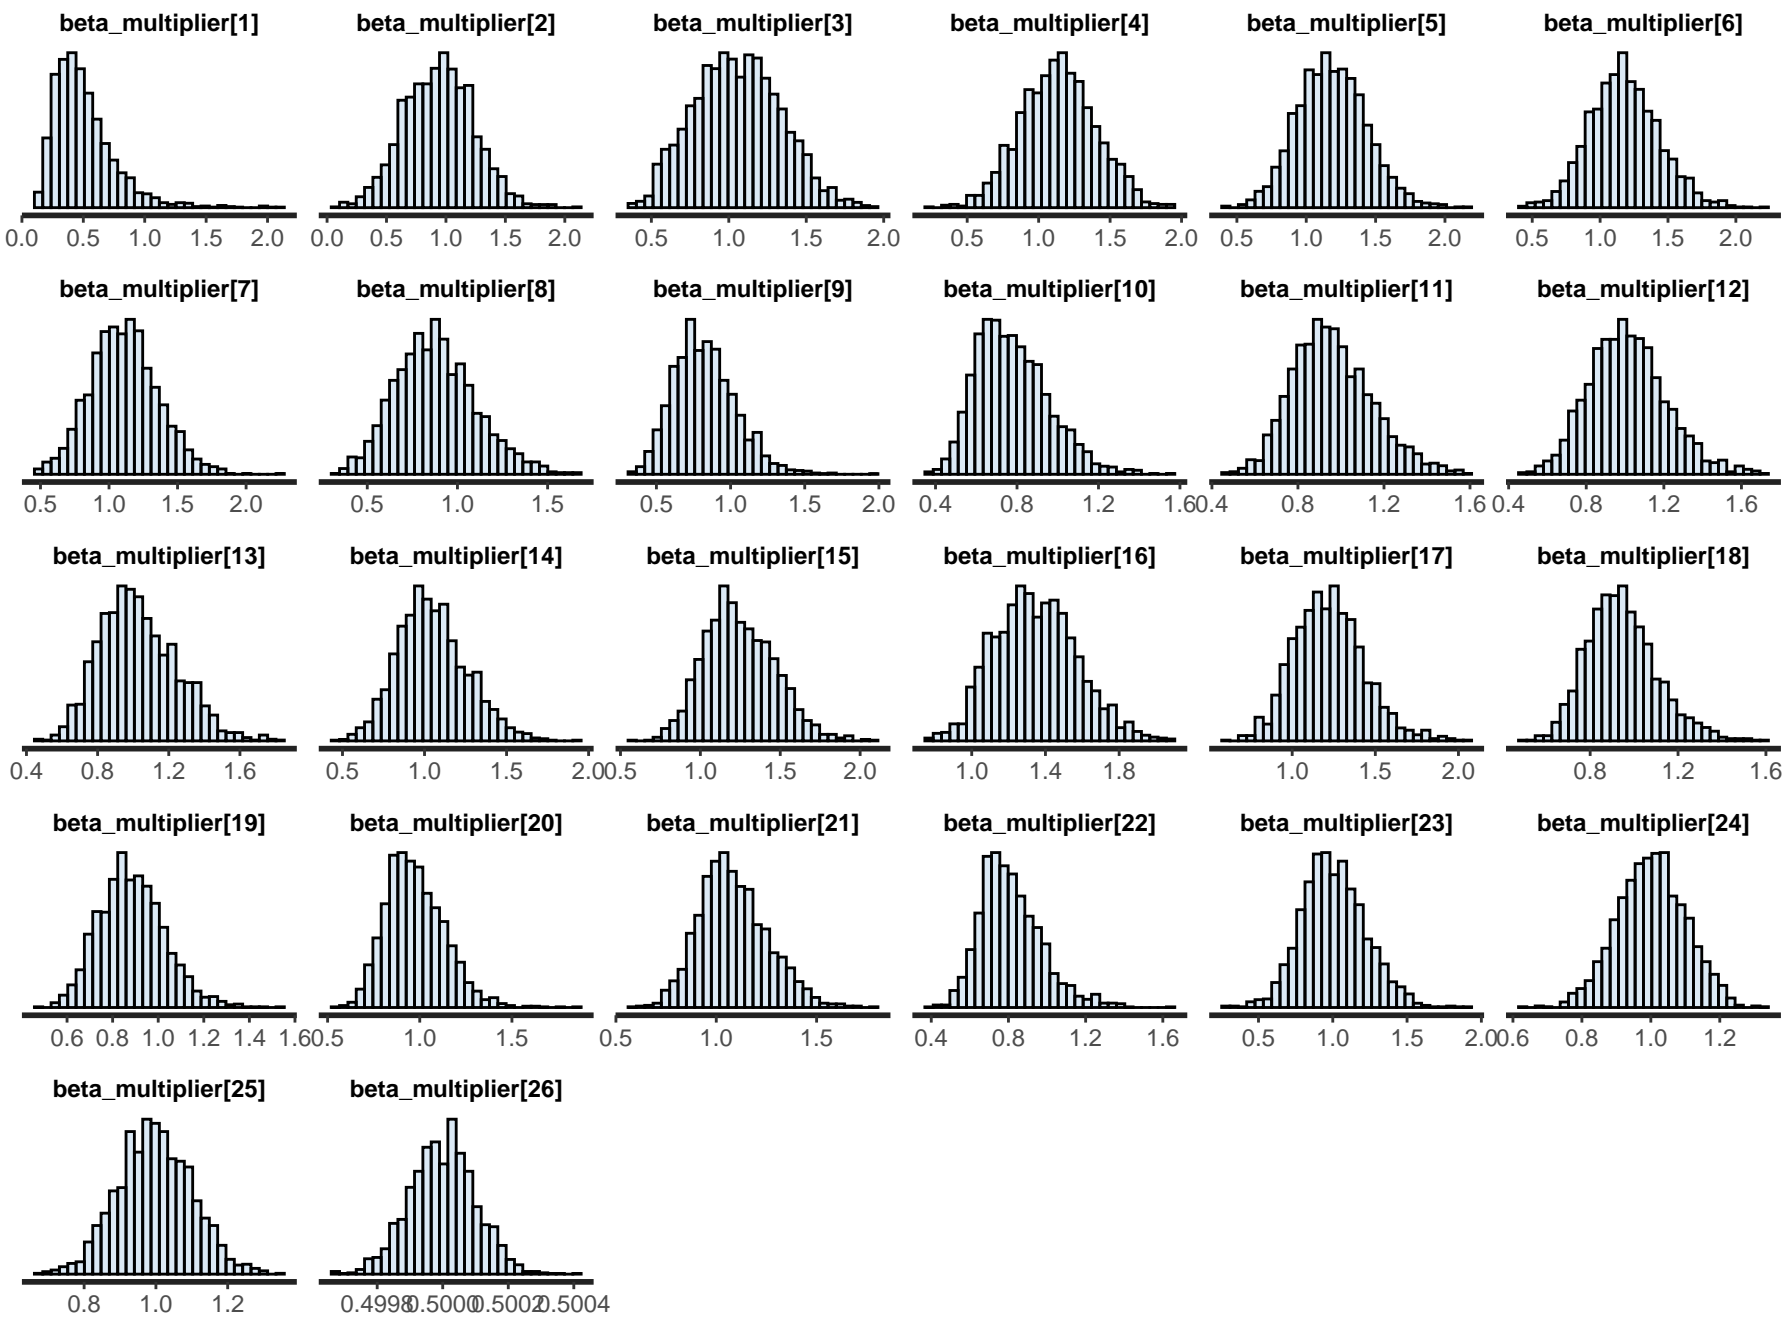 beta_multiplier[1] beta_multiplier[2] beta_multiplier[3] beta_multiplier[4] beta_multiplier[5] beta_multiplier[6]
0.0 0.5 1.0 1.5 2.0 0.0 0.5 1.0 1.5 2.0 0.5 1.0 1.5 2.0 0.5 1.0 1.5 2.0 0.5 1.0 1.5 2.0 0.5 1.0 1.5 2.0
beta_multiplier[7] beta_multiplier[8] beta_multiplier[9] beta_multiplier[10] beta_multiplier[11] beta_multiplier[12]
0.5 1.0 1.5 2.0 0.5 1.0 1.5 0.5 1.0 1.5 2.0 0.4 0.8 1.2 1.6 0.4 0.8 1.2 1.6 0.4 0.8 1.2 1.6
beta_multiplier[13] beta_multiplier[14] beta_multiplier[15] beta_multiplier[16] beta_multiplier[17] beta_multiplier[18]
0.4 0.8 1.2 1.6 0.5 1.0 1.5 2.0 0.5 1.0 1.5 2.0 1.0 1.4 1.8 1.0 1.5 2.0 0.8 1.2 1.6
beta_multiplier[19] beta_multiplier[20] beta_multiplier[21] beta_multiplier[22] beta_multiplier[23] beta_multiplier[24]
0.6 0.8 1.0 1.2 1.4 1.6 0.5 1.0 1.5 0.5 1.0 1.5 0.4 0.8 1.2 1.6 0.5 1.0 1.5 2.0 0.6 0.8 1.0 1.2
beta_multiplier[25] beta_multiplier[26]
0.8 1.0 1.2 0.4998 0.5000 0.5002 0.5004